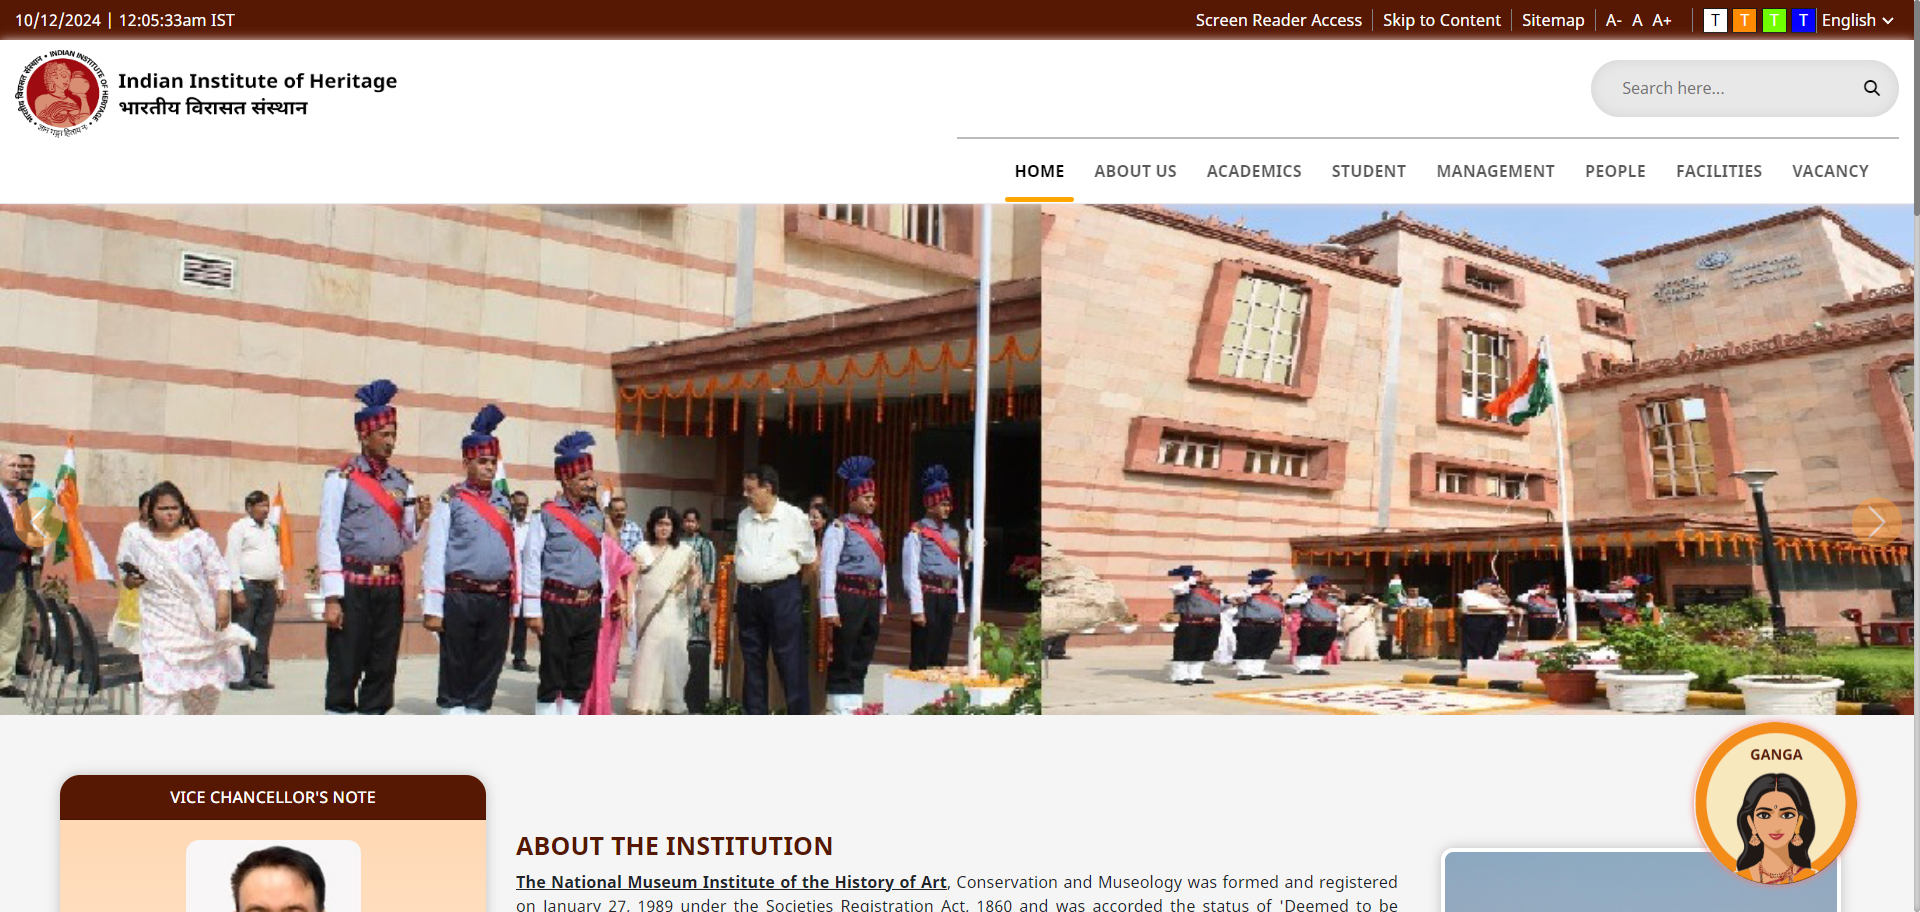 10/12/2024 | 12:05:33am IST
Screen Reader Access
Skip to Content
Sitemap
A- A A+
T T T T
English
INDIAN INSTITUTE OF HERITAGE
भारतीय विरासत संस्थान
Indian Institute of Heritage
भारतीय विरासत संस्थान
Search here...
HOME ABOUT US ACADEMICS STUDENT MANAGEMENT PEOPLE FACILITIES VACANCY
GANGA
VICE CHANCELLOR'S NOTE
ABOUT THE INSTITUTION
The National Museum Institute of the History of Art, Conservation and Museology was formed and registered
on January 27, 1989 under the Societies Registration Act, 1860 and was accorded the status of 'Deemed to be